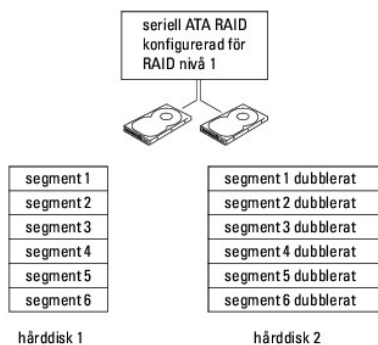 seriell ATA RAID
konfigurerad för
RAID nivå 1
segment 1
segment 2
segment 3
segment 4
segment 5
segment 6
hårddisk 1
segment 1 dubblerat
segment 2 dubblerat
segment 3 dubblerat
segment 4 dubblerat
segment 5 dubblerat
segment 6 dubblerat
hårddisk 2